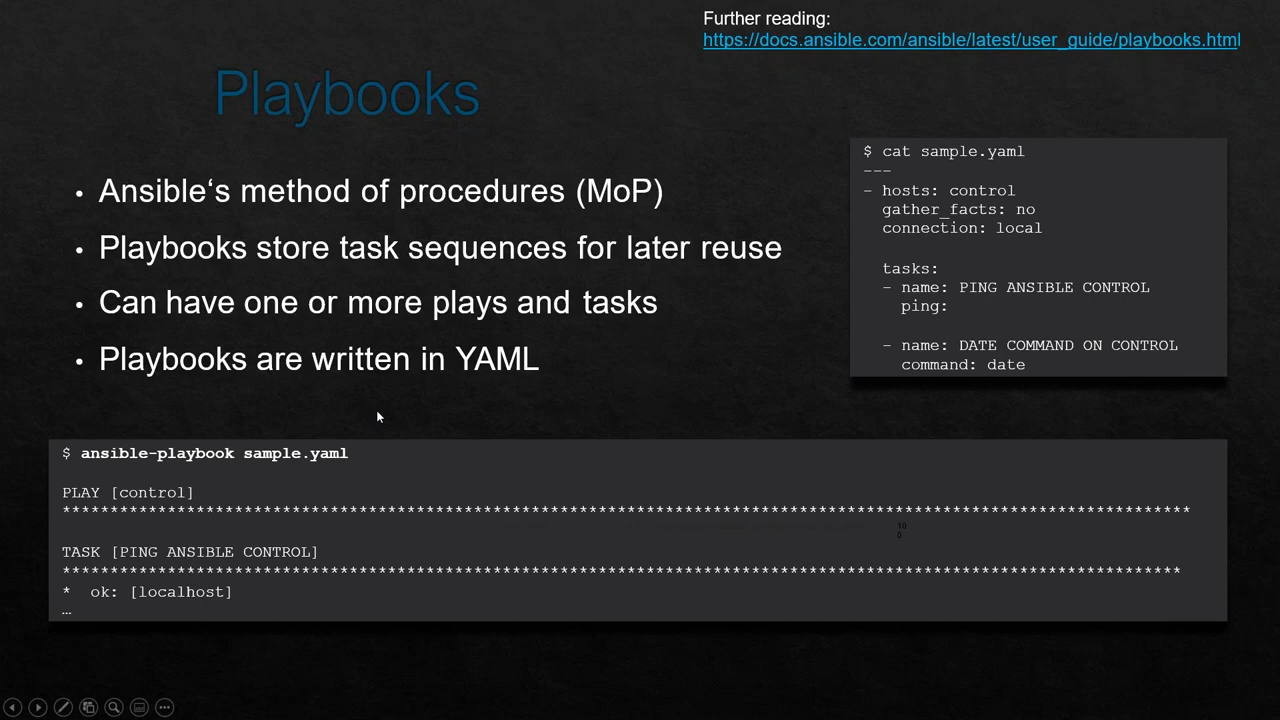 Further reading:
https://docs.ansible.com/ansible/latest/user_guide/playbooks.html
Playbooks
• Ansible‘s method of procedures (MoP)
• Playbooks store task sequences for later reuse
• Can have one or more plays and tasks
• Playbooks are written in YAML
$ cat sample.yaml
---
- hosts: control
  gather_facts: no
  connection: local
  tasks:
  - name: PING ANSIBLE CONTROL
    ping:
  - name: DATE COMMAND ON CONTROL
    command: date
$ ansible-playbook sample.yaml
PLAY [control]
**********************************************************************************************************************
TASK [PING ANSIBLE CONTROL]
*********************************************************************************************************************
*  ok: [localhost]
…
10
0